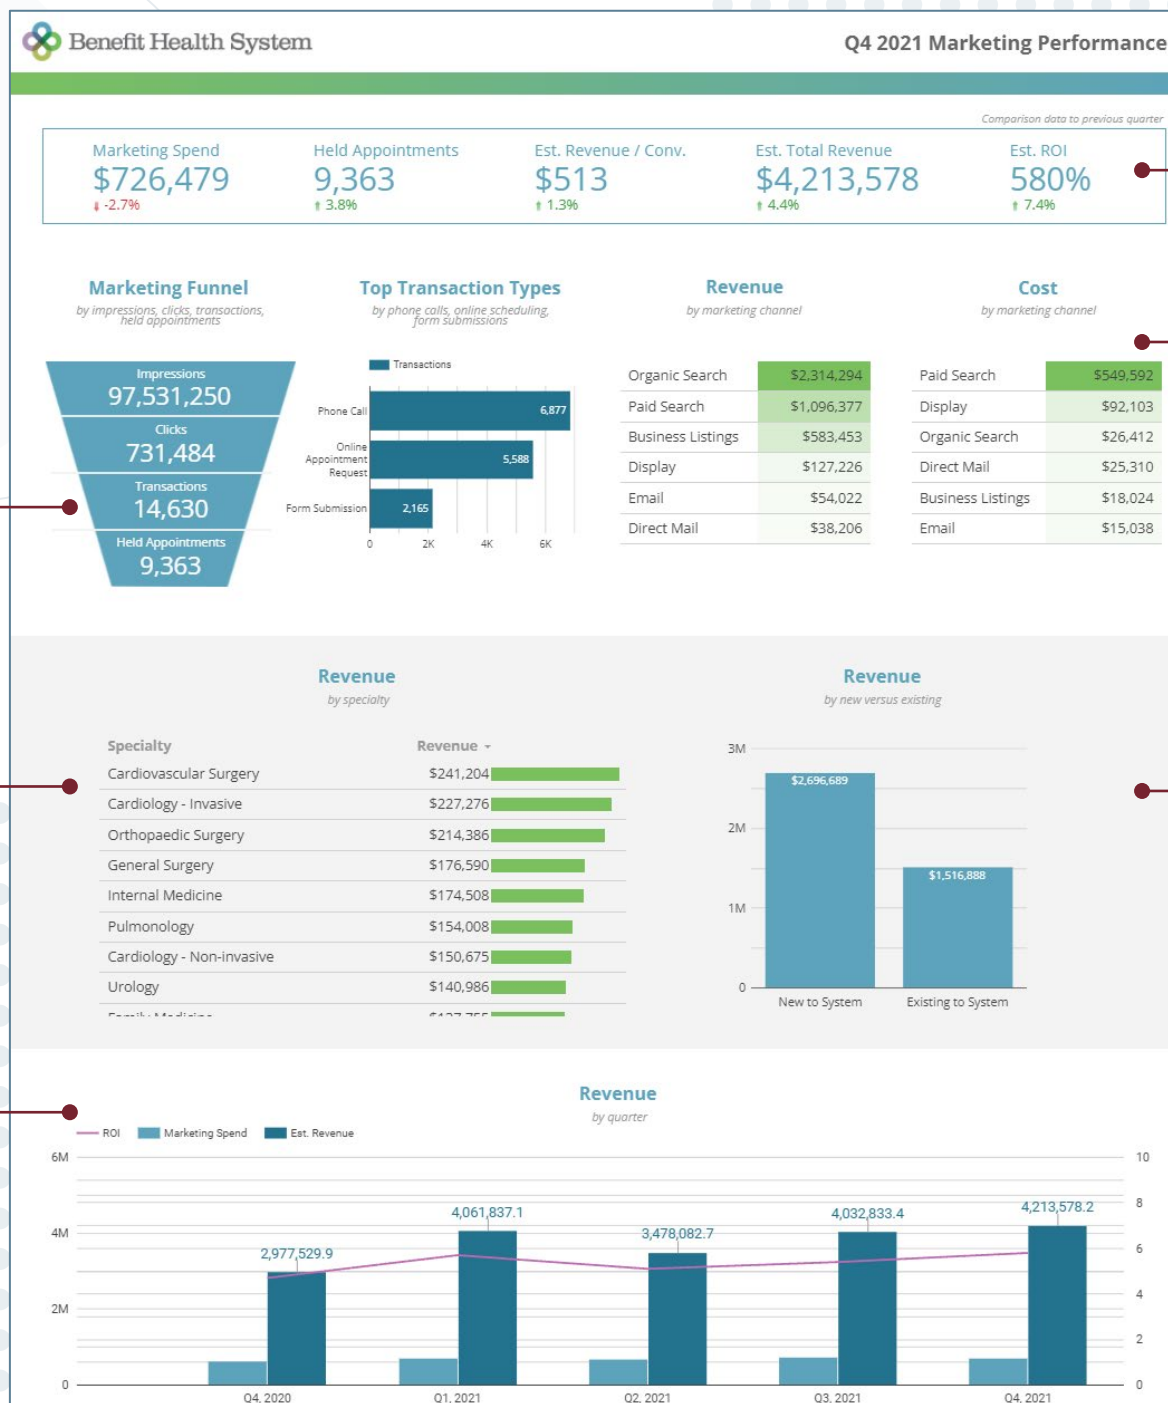 Benefit Health System
Q4 2021 Marketing Performance
Comparison data to previous quarter
Marketing Spend
$726,479
-2.7%
Held Appointments
9,363
3.8%
Est. Revenue / Conv.
$513
1.3%
Est. Total Revenue
$4,213,578
4.4%
Est. ROI
580%
7.4%
Marketing Funnel
by impressions, clicks, transactions,
held appointments
Impressions
97,531,250
Clicks
731,484
Transactions
14,630
Held Appointments
9,363
Top Transaction Types
by phone calls, online scheduling,
form submissions
Transactions
Phone Call
6,877
Online
Appointment
Request
5,588
Form Submission
2,165
0 2K 4K 6K
Revenue
by marketing channel
Organic Search $2,314,294
Paid Search $1,096,377
Business Listings $583,453
Display $127,226
Email $54,022
Direct Mail $38,206
Cost
by marketing channel
Paid Search $549,592
Display $92,103
Organic Search $26,412
Direct Mail $25,310
Business Listings $18,024
Email $15,038
Revenue
by specialty
Specialty Revenue
Cardiovascular Surgery $241,204
Cardiology - Invasive $227,276
Orthopaedic Surgery $214,386
General Surgery $176,590
Internal Medicine $174,508
Pulmonology $154,008
Cardiology - Non-invasive $150,675
Urology $140,986
Revenue
by new versus existing
3M
2M
1M
0
$2,696,689
$1,516,888
New to System
Existing to System
Revenue
by quarter
ROI Marketing Spend Est. Revenue
6M
4M
2M
0
2,977,529.9
4,061,837.1
3,478,082.7
4,032,833.4
4,213,578.2
10
8
6
4
2
0
Q4, 2020
Q1, 2021
Q2, 2021
Q3, 2021
Q4, 2021